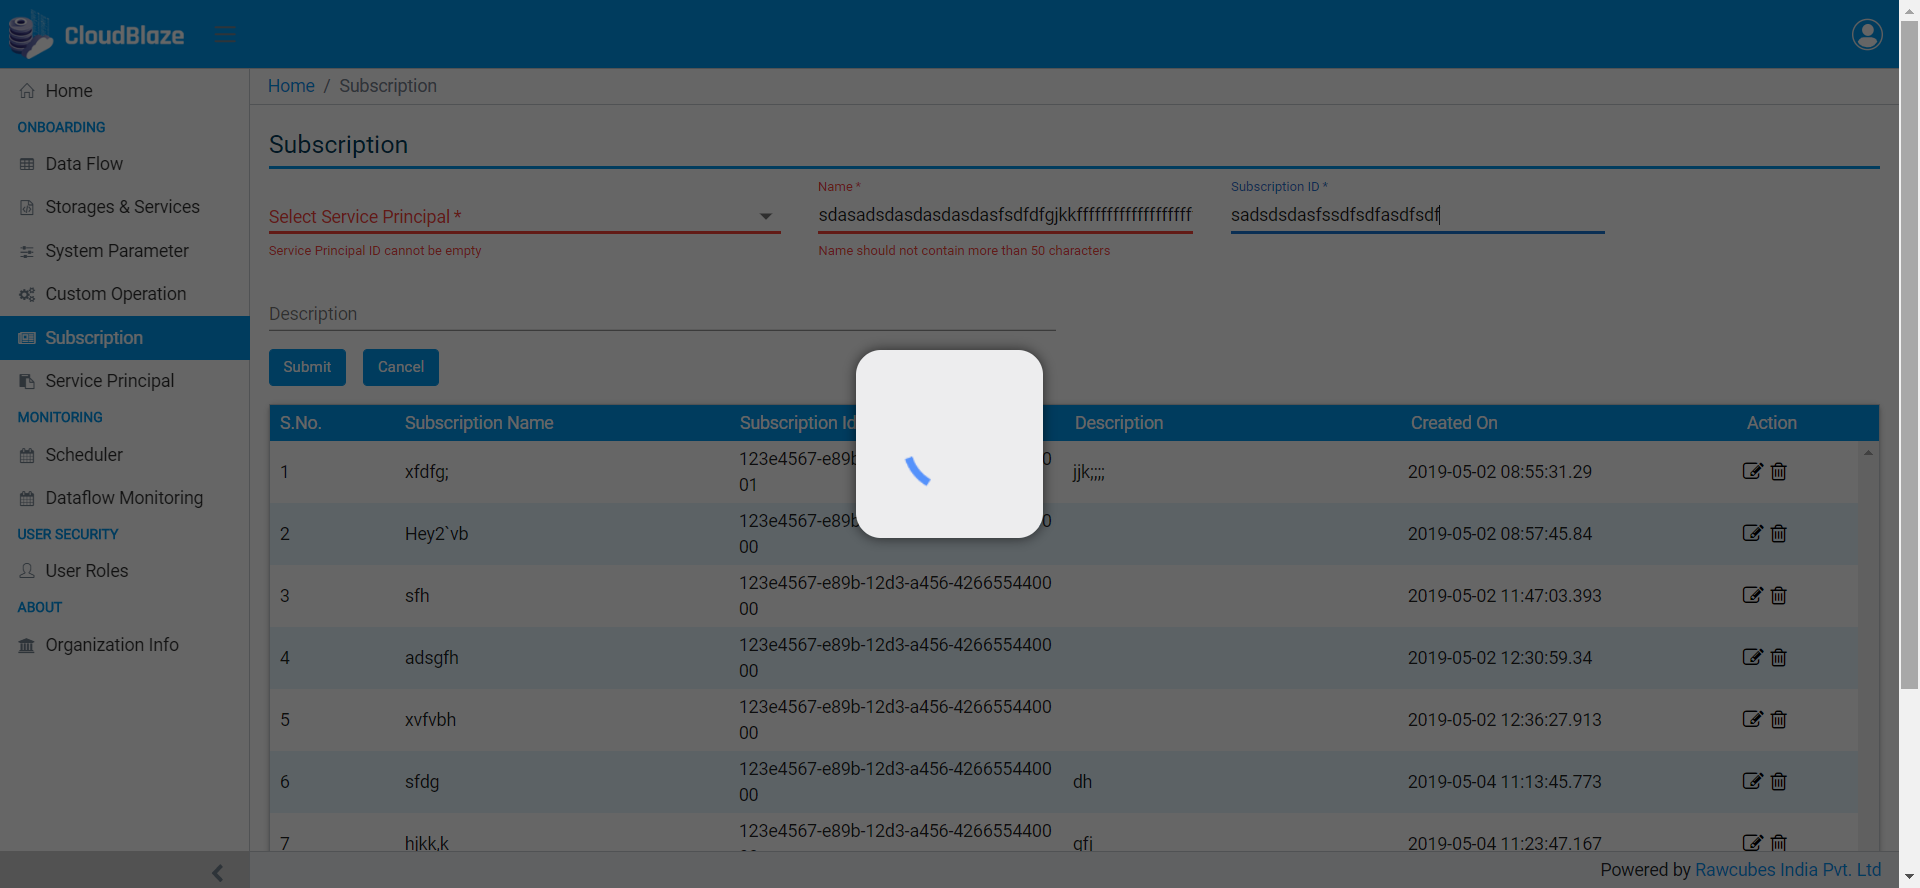 CloudBlaze
Home
ONBOARDING
Data Flow
Storages & Services
System Parameter
Custom Operation
Subscription
Service Principal
MONITORING
Scheduler
Dataflow Monitoring
USER SECURITY
User Roles
ABOUT
Organization Info
Home / Subscription
Subscription
Select Service Principal *
Service Principal ID cannot be empty
Name *
Name should not contain more than 50 characters
Subscription ID *
Description
Submit Cancel
S.No. Subscription Name Subscription Id Description Created On Action
1 xfdfg; 123e4567-e89b 0 jjk;;;; 2019-05-02 08:55:31.29
01
2 Hey2`vb 123e4567-e89b 0 2019-05-02 08:57:45.84
00
3 sfh 123e4567-e89b-12d3-a456-4266554400 2019-05-02 11:47:03.393
00
4 adsgfh 123e4567-e89b-12d3-a456-4266554400 2019-05-02 12:30:59.34
00
5 xvfvbh 123e4567-e89b-12d3-a456-4266554400 2019-05-02 12:36:27.913
00
6 sfdg 123e4567-e89b-12d3-a456-4266554400 dh 2019-05-04 11:13:45.773
00
7 hjkk,k 123e4567-e89b-12d3-a456-4266554400 gfj 2019-05-04 11:23:47.167
Powered by Rawcubes India Pvt. Ltd